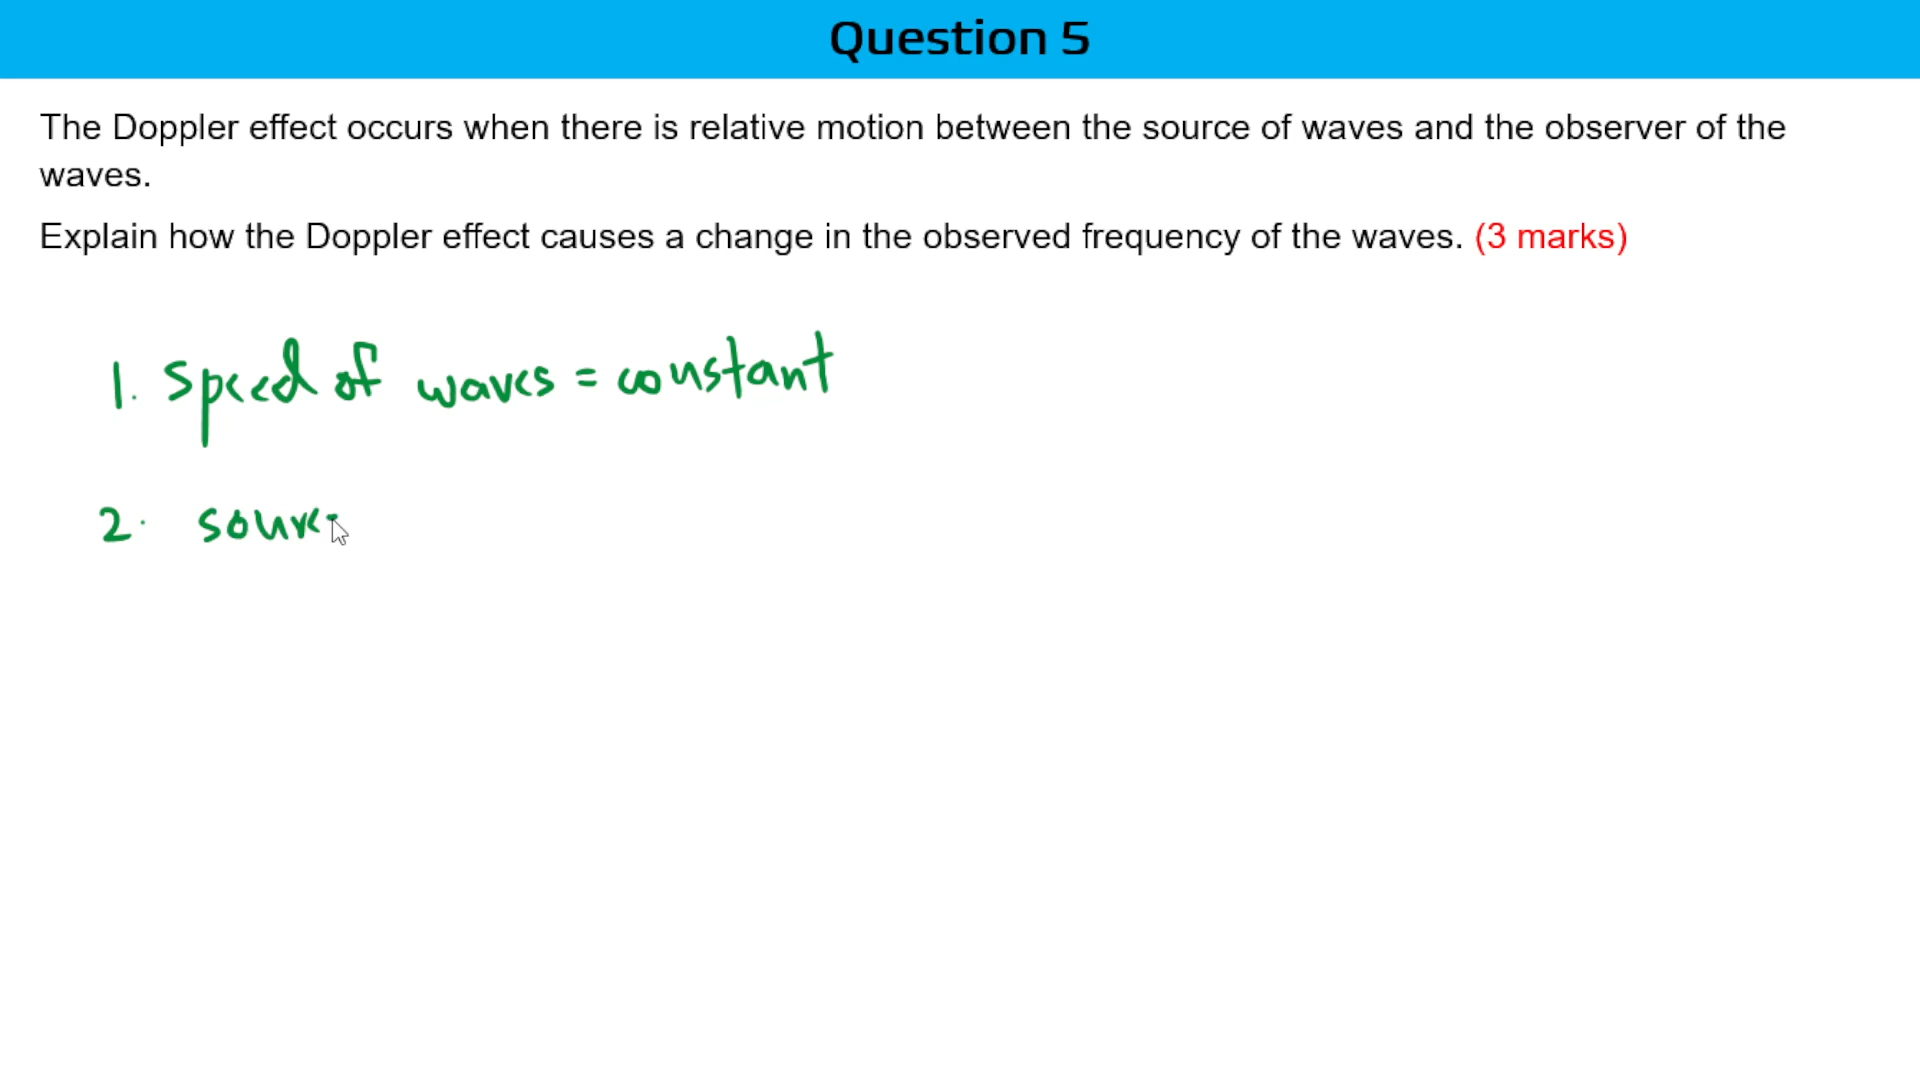 Question 5
The Doppler effect occurs when there is relative motion between the source of waves and the observer of the
waves.
Explain how the Doppler effect causes a change in the observed frequency of the waves. (3 marks)
1. Speed of waves = constant
2. sourc